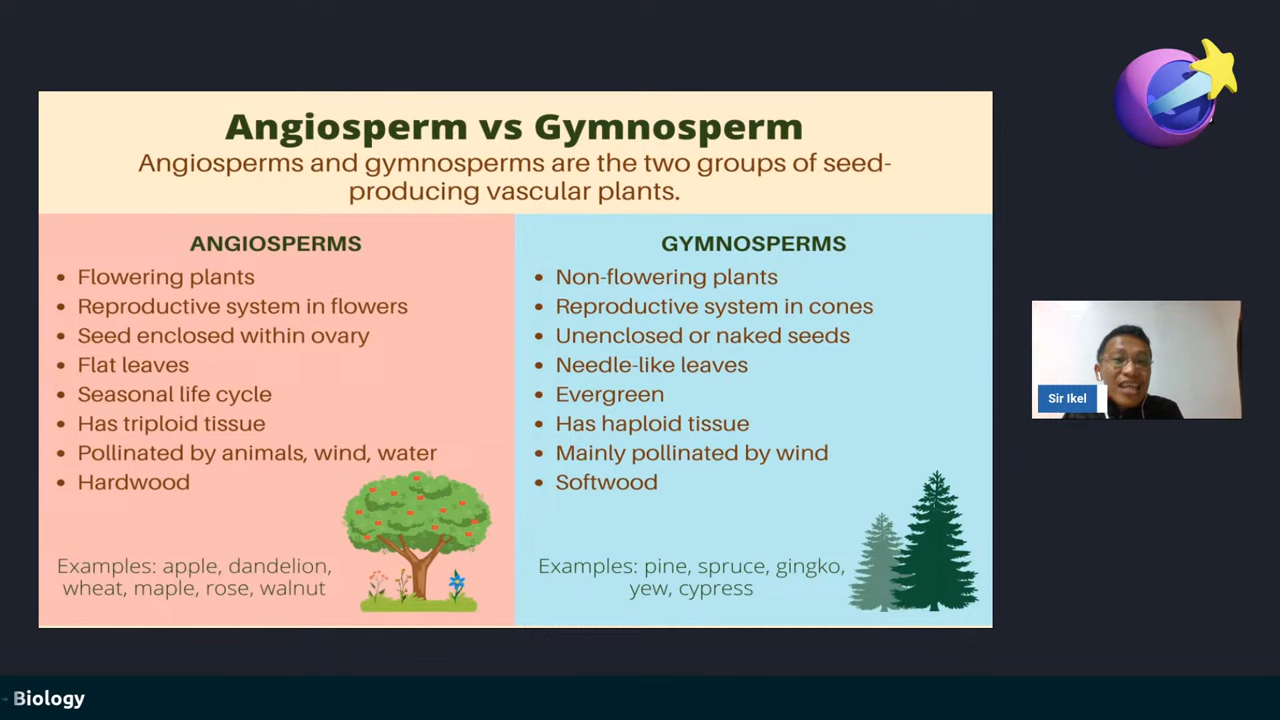 Angiosperm vs Gymnosperm
Angiosperms and gymnosperms are the two groups of seed-
producing vascular plants.
ANGIOSPERMS
• Flowering plants
• Reproductive system in flowers
• Seed enclosed within ovary
• Flat leaves
• Seasonal life cycle
• Has triploid tissue
• Pollinated by animals, wind, water
• Hardwood
Examples: apple, dandelion,
wheat, maple, rose, walnut
GYMNOSPERMS
• Non-flowering plants
• Reproductive system in cones
• Unenclosed or naked seeds
• Needle-like leaves
• Evergreen
• Has haploid tissue
• Mainly pollinated by wind
• Softwood
Examples: pine, spruce, gingko,
yew, cypress
Sir Ikel
- Biology